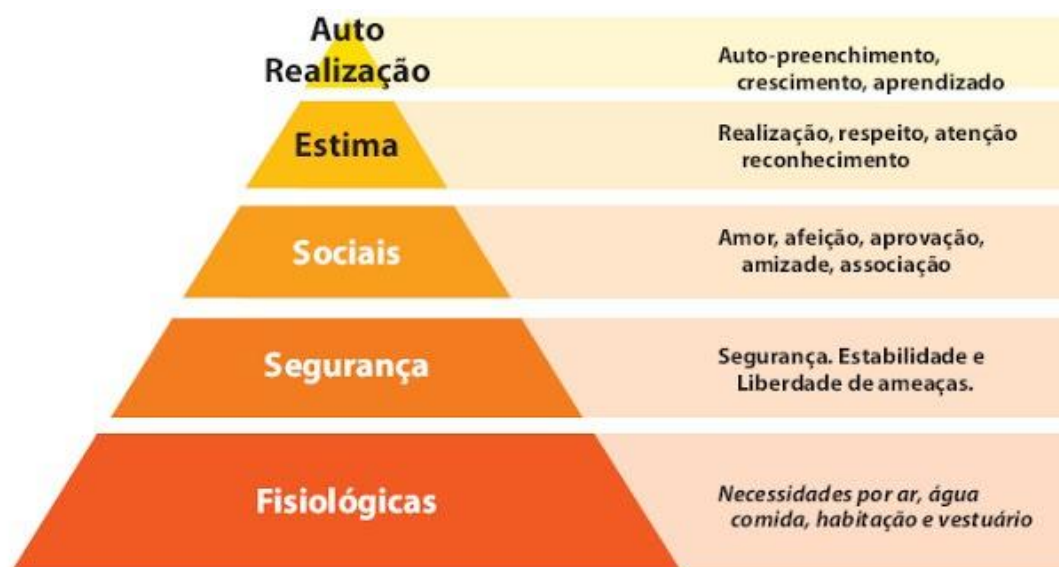 Auto
Realização
Auto-preenchimento,
crescimento, aprendizado
Estima
Realização, respeito, atenção
reconhecimento
Sociais
Amor, afeição, aprovação,
amizade, associação
Segurança
Segurança. Estabilidade e
Liberdade de ameaças.
Fisiológicas
Necessidades por ar, água
comida, habitação e vestuário